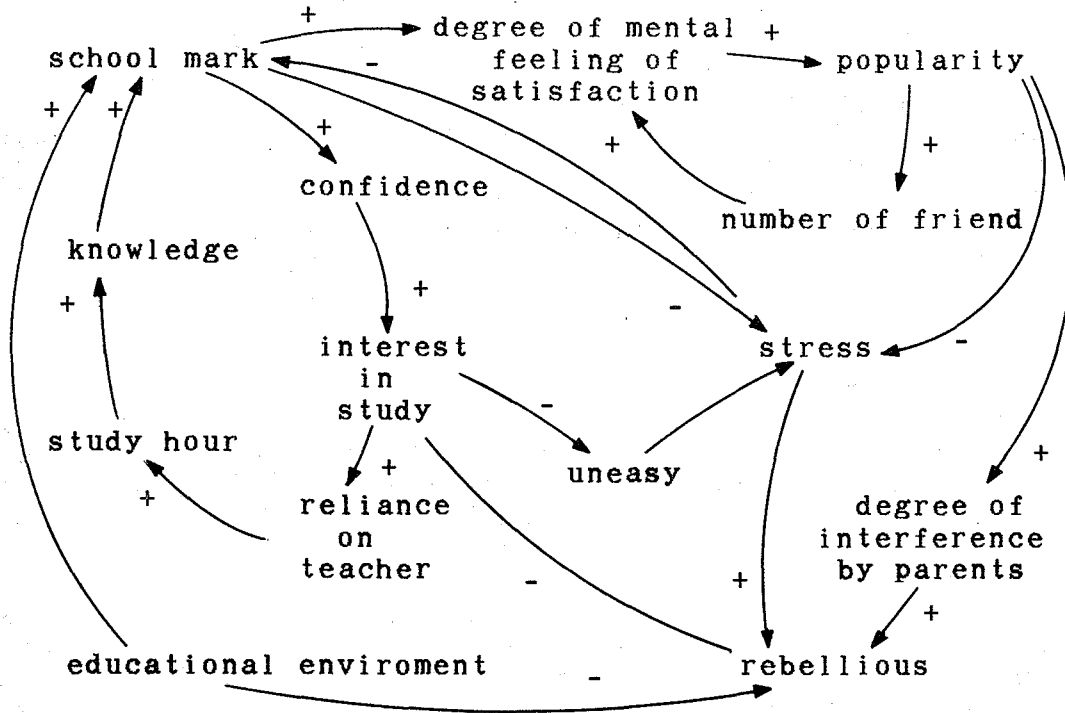 +
degree of mental
+
school mark
-
feeling of
popularity
satisfaction
+
+
+
+
+
confidence
number of friend
knowledge
+
+
-
interest
stress
-
in
study
-
study hour
+
uneasy
+
+
reliance
degree of
on
interference
teacher
by parents
-
+
+
educational enviroment
rebellious
-